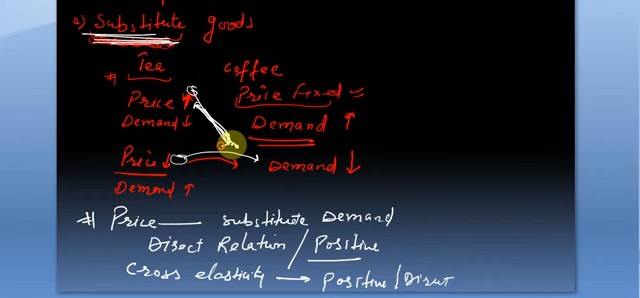 a) Substitute goods
Tea coffee
# Price ↑ Price fixed =
Demand ↓ Demand ↑
Price ↓ Demand ↓
Demand ↑
# Price — substitute Demand
Direct Relation / Positive
Cross elasticity → Positive / Direct